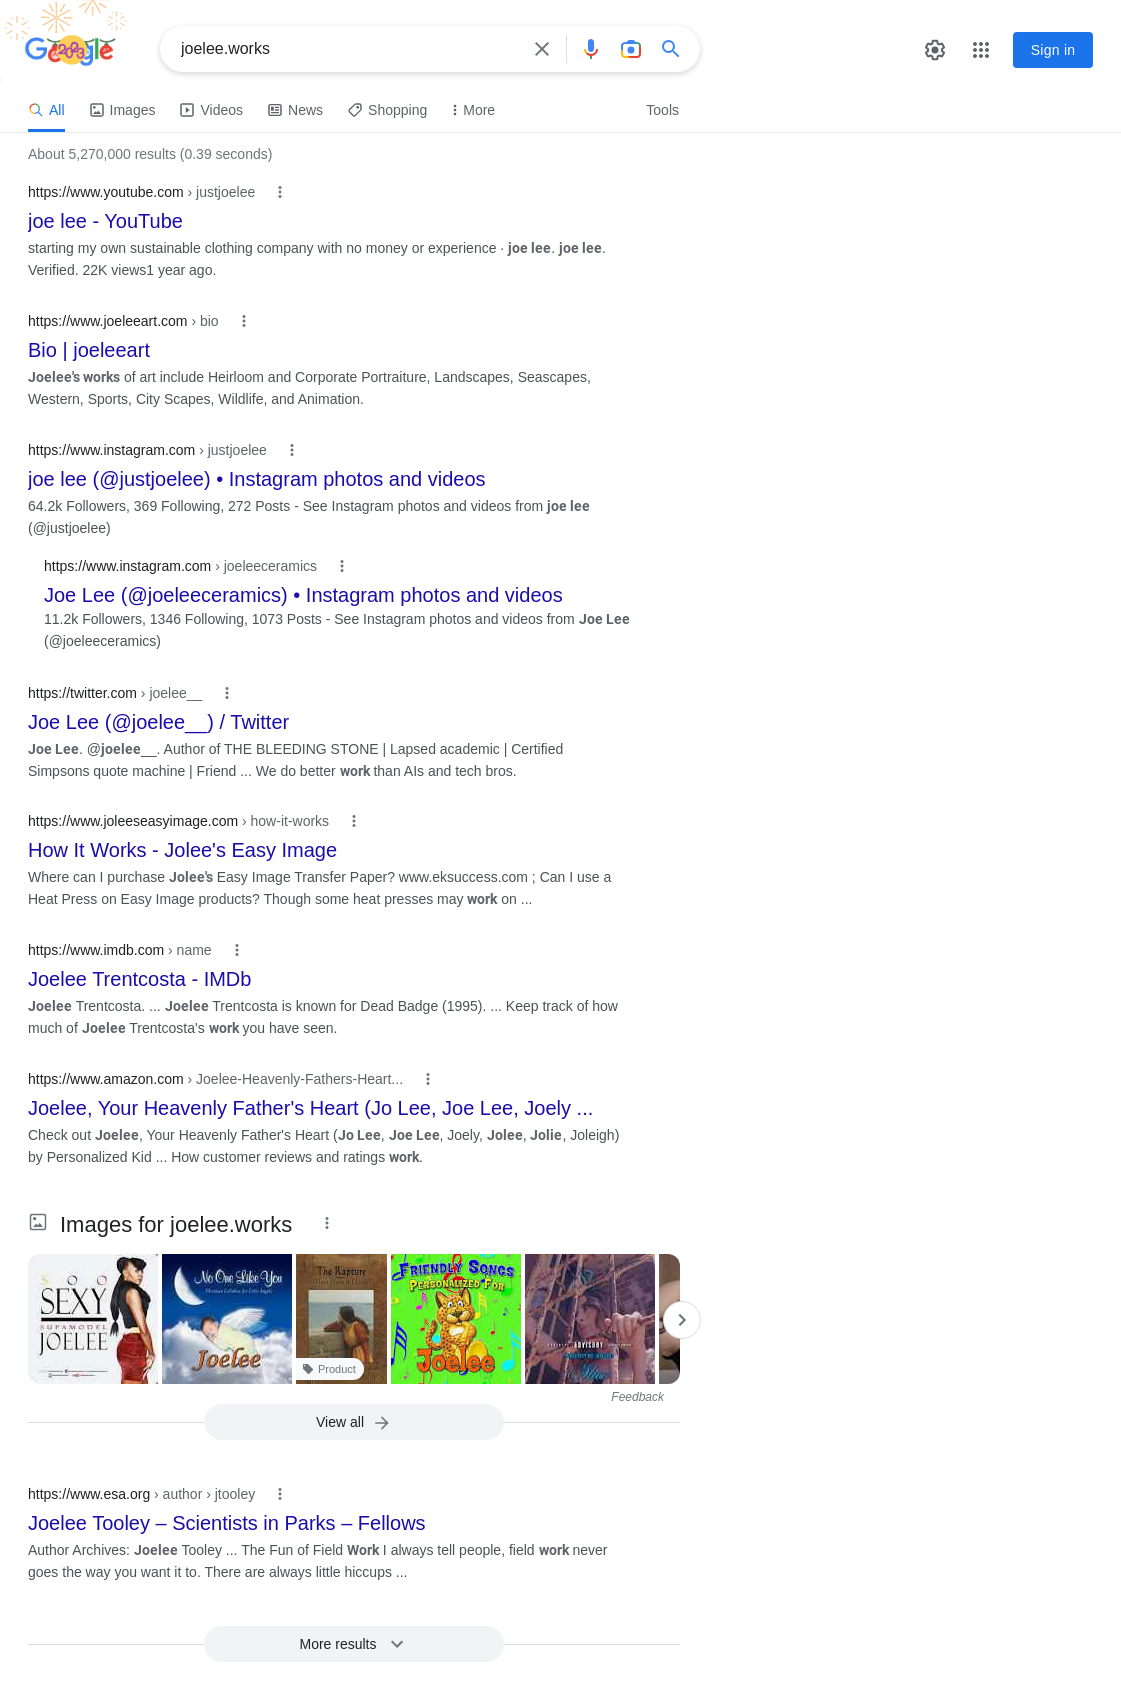 Google
joelee.works
Sign in
All
Images
Videos
News
Shopping
More
Tools
About 5,270,000 results (0.39 seconds)
https://www.youtube.com › justjoelee
joe lee - YouTube
starting my own sustainable clothing company with no money or experience · joe lee. joe lee.
Verified. 22K views1 year ago.
https://www.joeleeart.com › bio
Bio | joeleeart
Joelee's works of art include Heirloom and Corporate Portraiture, Landscapes, Seascapes,
Western, Sports, City Scapes, Wildlife, and Animation.
https://www.instagram.com › justjoelee
joe lee (@justjoelee) • Instagram photos and videos
64.2k Followers, 369 Following, 272 Posts - See Instagram photos and videos from joe lee
(@justjoelee)
https://www.instagram.com › joeleeceramics
Joe Lee (@joeleeceramics) • Instagram photos and videos
11.2k Followers, 1346 Following, 1073 Posts - See Instagram photos and videos from Joe Lee
(@joeleeceramics)
https://twitter.com › joelee__
Joe Lee (@joelee__) / Twitter
Joe Lee. @joelee__. Author of THE BLEEDING STONE | Lapsed academic | Certified
Simpsons quote machine | Friend ... We do better work than AIs and tech bros.
https://www.joleeseasyimage.com › how-it-works
How It Works - Jolee's Easy Image
Where can I purchase Jolee's Easy Image Transfer Paper? www.eksuccess.com ; Can I use a
Heat Press on Easy Image products? Though some heat presses may work on ...
https://www.imdb.com › name
Joelee Trentcosta - IMDb
Joelee Trentcosta. ... Joelee Trentcosta is known for Dead Badge (1995). ... Keep track of how
much of Joelee Trentcosta's work you have seen.
https://www.amazon.com › Joelee-Heavenly-Fathers-Heart...
Joelee, Your Heavenly Father's Heart (Jo Lee, Joe Lee, Joely ...
Check out Joelee, Your Heavenly Father's Heart (Jo Lee, Joe Lee, Joely, Jolee, Jolie, Joleigh)
by Personalized Kid ... How customer reviews and ratings work.
Images for joelee.works
SOO
SEXY
SUPAMODEL
JOELEE
No One Like You
Joelee
The Rapture
Product
FRIENDLY SONGS
PERSONALIZED FOR
Joelee
ADVISORY
Feedback
View all
https://www.esa.org › author › jtooley
Joelee Tooley – Scientists in Parks – Fellows
Author Archives: Joelee Tooley ... The Fun of Field Work I always tell people, field work never
goes the way you want it to. There are always little hiccups ...
More results